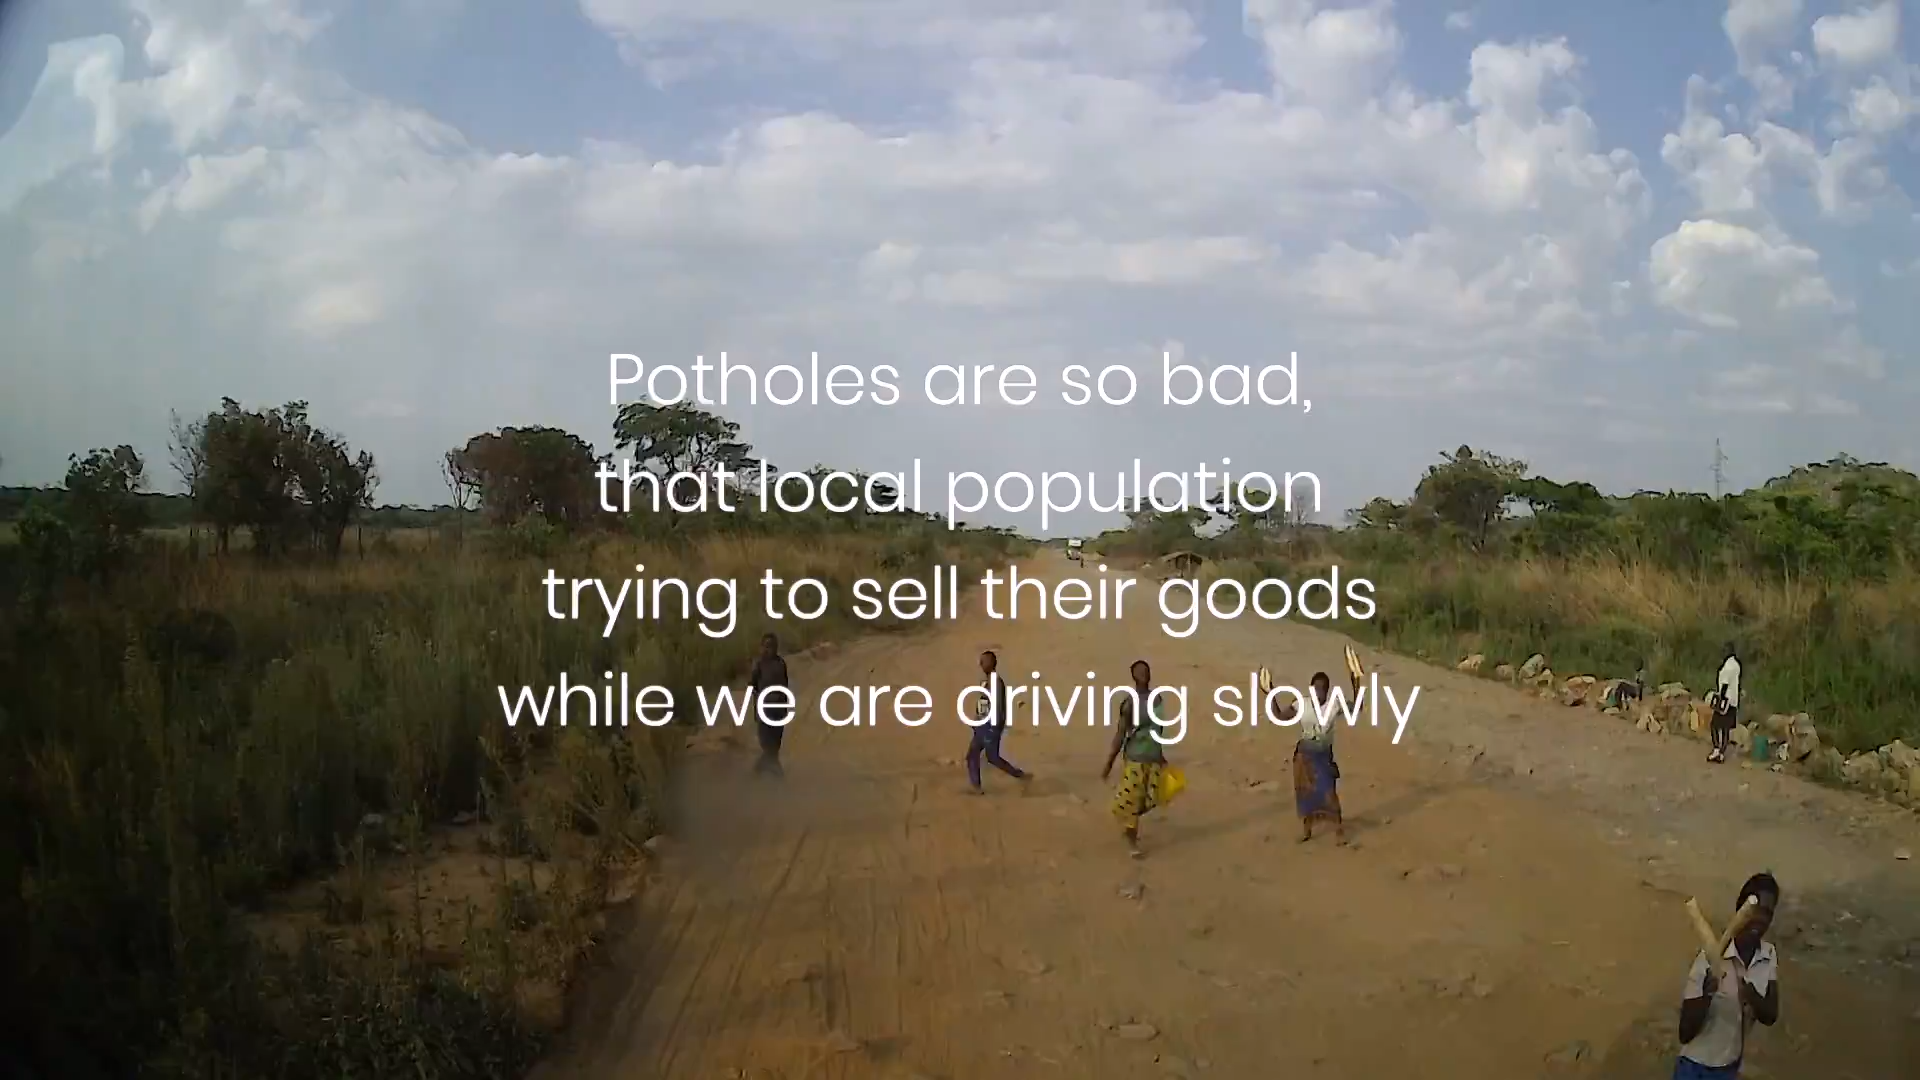 Potholes are so bad,
that local population
trying to sell their goods
while we are driving slowly